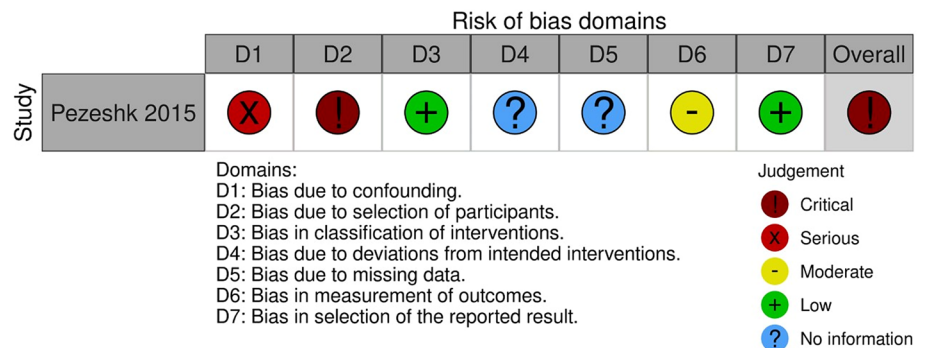 Risk of bias domains
D1 D2 D3 D4 D5 D6 D7 Overall
Study
Pezeshk 2015 X ! + ? ? - + !
Domains:
D1: Bias due to confounding.
D2: Bias due to selection of participants.
D3: Bias in classification of interventions.
D4: Bias due to deviations from intended interventions.
D5: Bias due to missing data.
D6: Bias in measurement of outcomes.
D7: Bias in selection of the reported result.
Judgement
! Critical
X Serious
- Moderate
+ Low
? No information